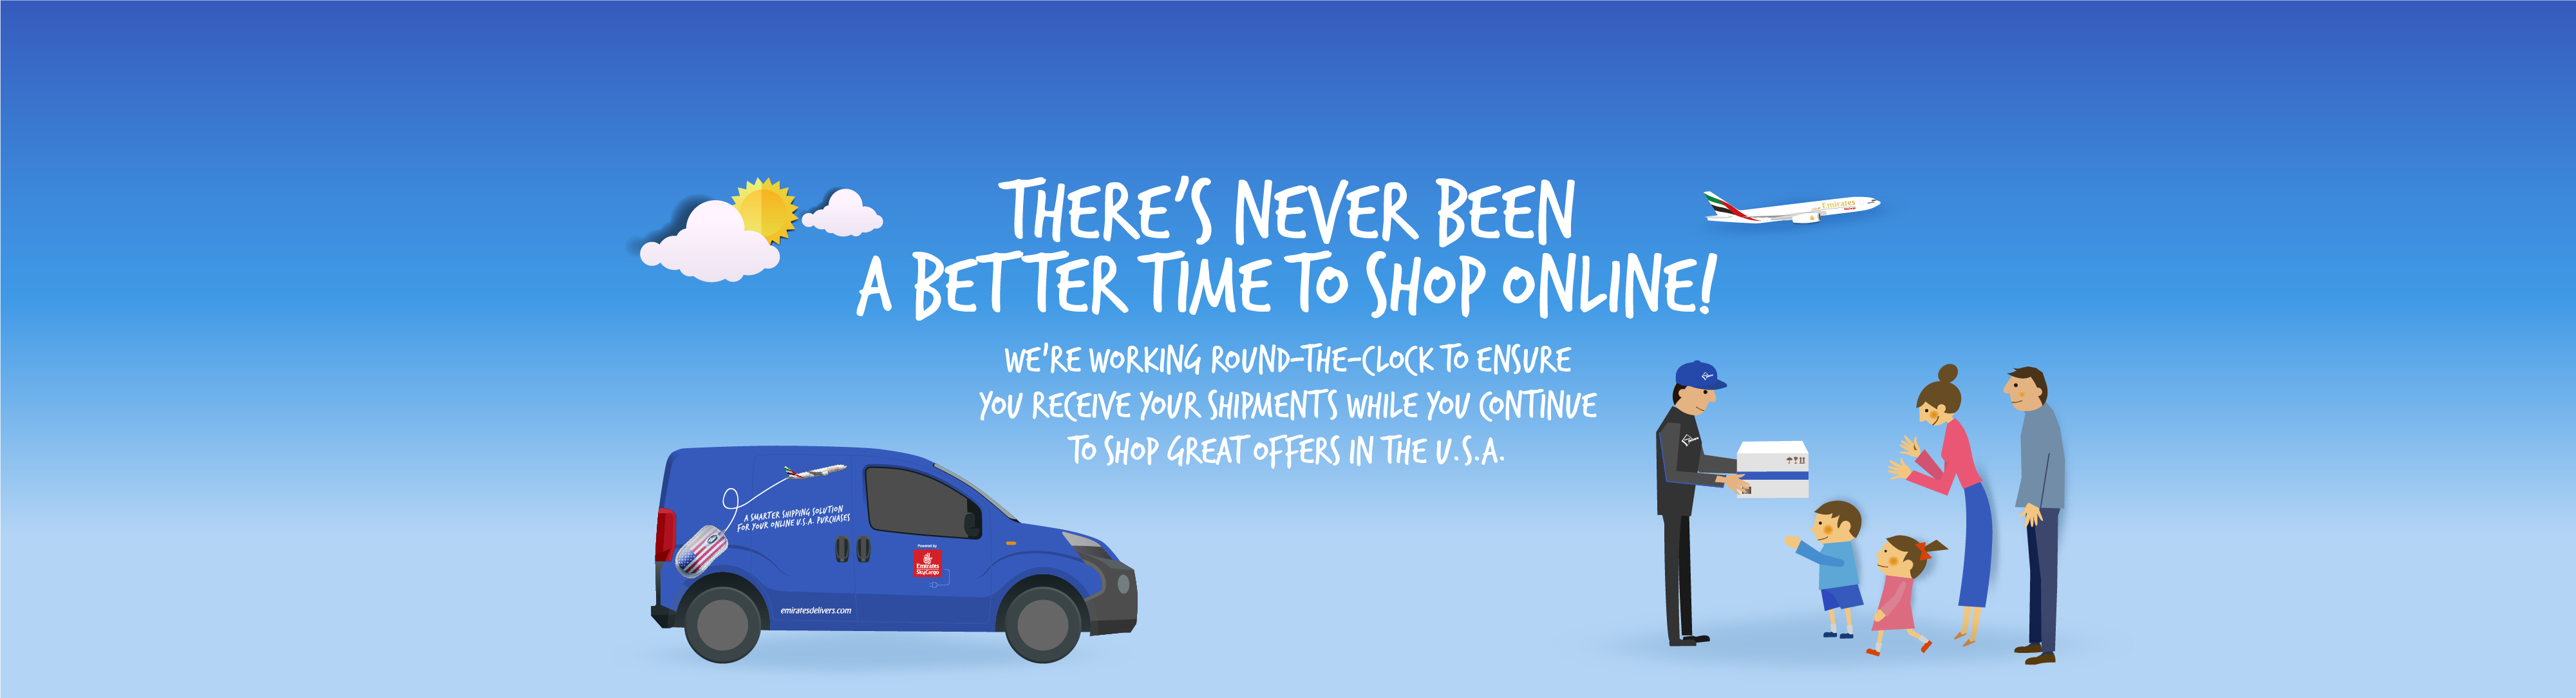 THERE'S NEVER BEEN
A BETTER TIME TO SHOP ONLINE!
Emirates
WE'RE WORKING ROUND-THE-CLOCK TO ENSURE
YOU RECEIVE YOUR SHIPMENTS WHILE YOU CONTINUE
TO SHOP GREAT OFFERS IN THE U.S.A.
A SMARTER SHIPPING SOLUTION
FOR YOUR ONLINE U.S.A. PURCHASES
Powered by
Emirates
SkyCargo
emiratesdelivers.com